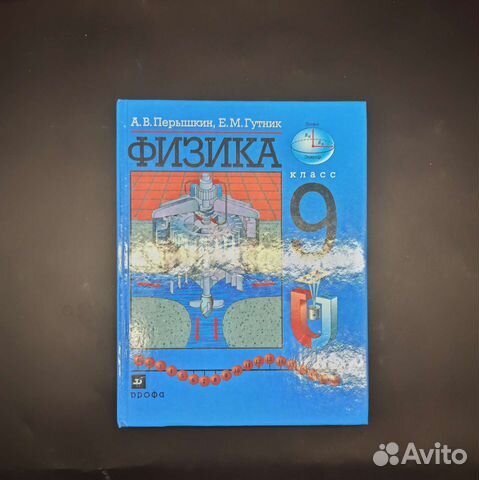 А.В.Перышкин, Е.М.Гутник
ФИЗИКА
класс
9
дрофа
Avito